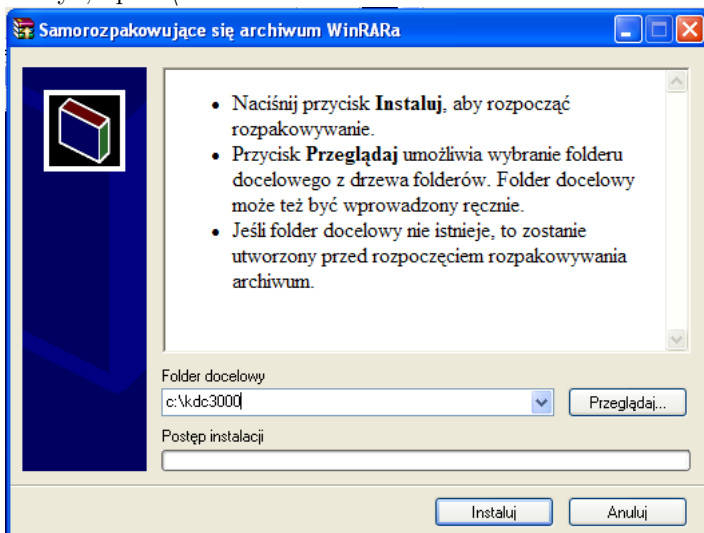 Samorozpakowujące się archiwum WinRARa
• Naciśnij przycisk Instaluj, aby rozpocząć
rozpakowywanie.
• Przycisk Przeglądaj umożliwia wybranie folderu
docelowego z drzewa folderów. Folder docelowy
może też być wprowadzony ręcznie.
• Jeśli folder docelowy nie istnieje, to zostanie
utworzony przed rozpoczęciem rozpakowywania
archiwum.
Folder docelowy
c:\kdc3000
Przeglądaj...
Postęp instalacji
Instaluj
Anuluj